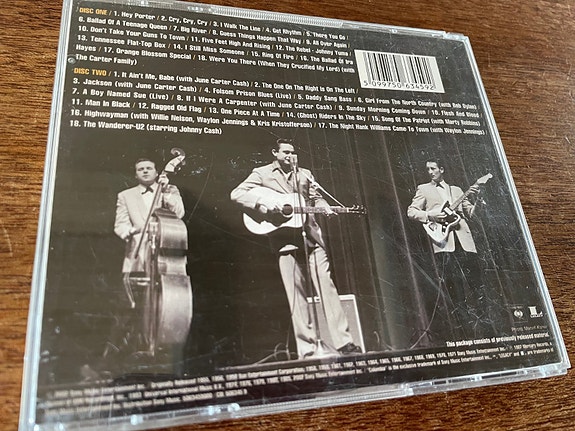 DISC ONE / 1. Hey Porter / 2. Cry, Cry, Cry / 3. I Walk The Line / 4. Get Rhythm / 5. There You Go /
6. Ballad Of A Teenage Queen / 7. Big River / 8. Guess Things Happen That Way / 9. All Over Again /
10. Don't Take Your Guns To Town / 11. Five Feet High And Rising / 12. The Rebel - Johnny Yuma /
13. Tennessee Flat-Top Box / 14. I Still Miss Someone / 15. Ring Of Fire / 16. The Ballad Of Ira
Hayes / 17. Orange Blossom Special / 18. Were You There (When They Crucified My Lord) (with
the Carter Family)
5099750634592
DISC TWO / 1. It Ain't Me, Babe (with June Carter Cash) / 2. The One On The Right Is On The Left /
3. Jackson (with June Carter Cash) / 4. Folsom Prison Blues (Live) / 5. Daddy Sang Bass / 6. Girl From The North Country (with Bob Dylan)
7. A Boy Named Sue (Live) / 8. If I Were A Carpenter (with June Carter Cash) / 9. Sunday Morning Coming Down / 10. Flesh And Blood
11. Man In Black / 12. Ragged Old Flag / 13. One Piece At A Time / 14. (Ghost) Riders In The Sky / 15. Song Of The Patriot (with Marty Robbins)
16. Highwayman (with Willie Nelson, Waylon Jennings & Kris Kristofferson) / 17. The Night Hank Williams Came To Town (with Waylon Jennings)
18. The Wanderer-U2 (starring Johnny Cash)
This package consists of previously released material.